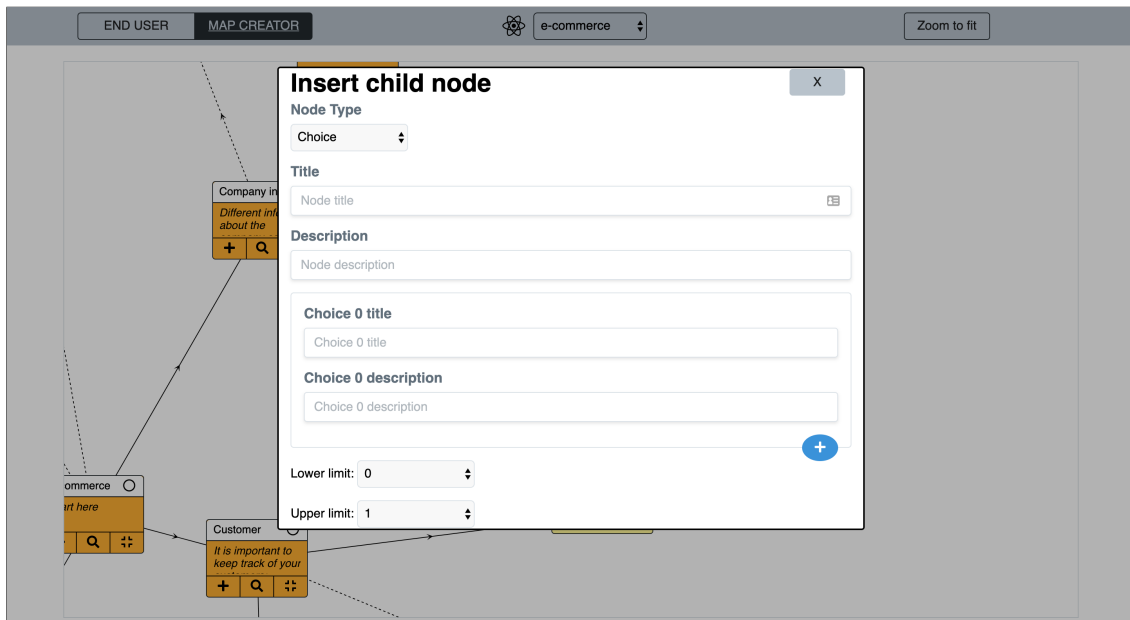 END USER
MAP CREATOR
e-commerce
Zoom to fit
Insert child node
X
Node Type
Choice
Title
Node title
Description
Node description
Choice 0 title
Choice 0 title
Choice 0 description
Choice 0 description
+
Lower limit: 0
Upper limit: 1
Company in
Different inf
about the
+
ommerce
art here
Customer
It is important to
keep track of your
+